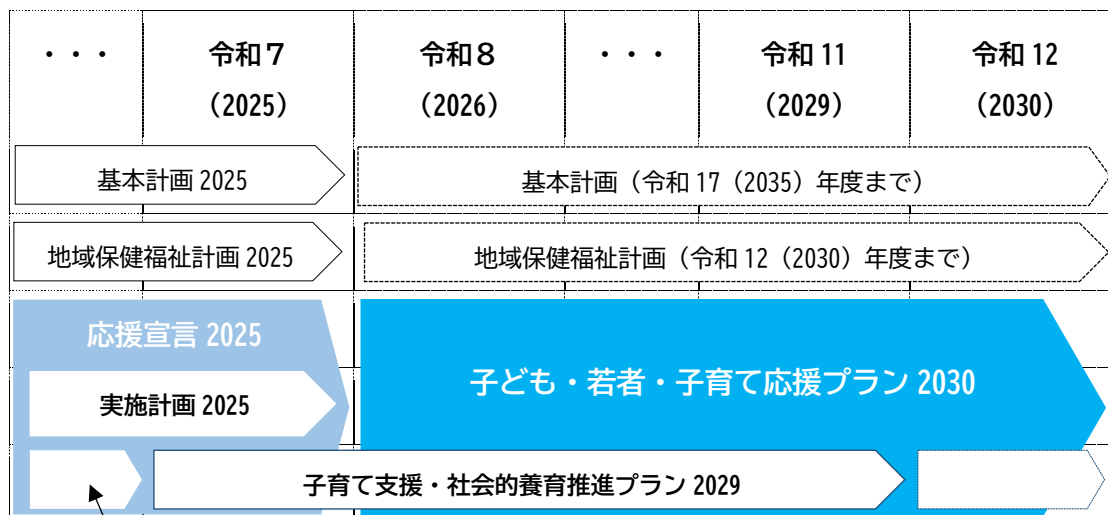 ・・・ 令和７ 令和８ ・・・ 令和 11 令和 12
（2025） （2026） （2029） （2030）
基本計画 2025 基本計画（令和 17（2035）年度まで）
地域保健福祉計画 2025 地域保健福祉計画（令和 12（2030）年度まで）
応援宣言 2025
子ども・若者・子育て応援プラン 2030
実施計画 2025
子育て支援・社会的養育推進プラン 2029